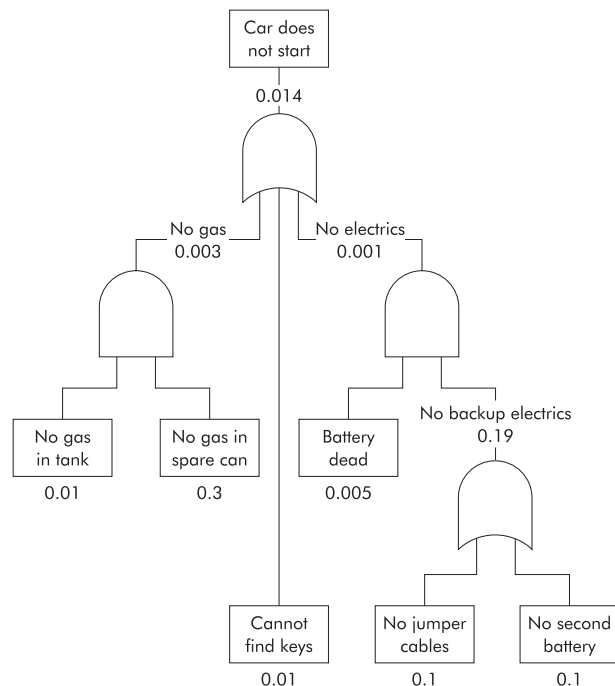 Car does
not start
0.014
No gas
0.003
No electrics
0.001
No gas
in tank
0.01
No gas in
spare can
0.3
Battery
dead
0.005
No backup electrics
0.19
Cannot
find keys
0.01
No jumper
cables
0.1
No second
battery
0.1